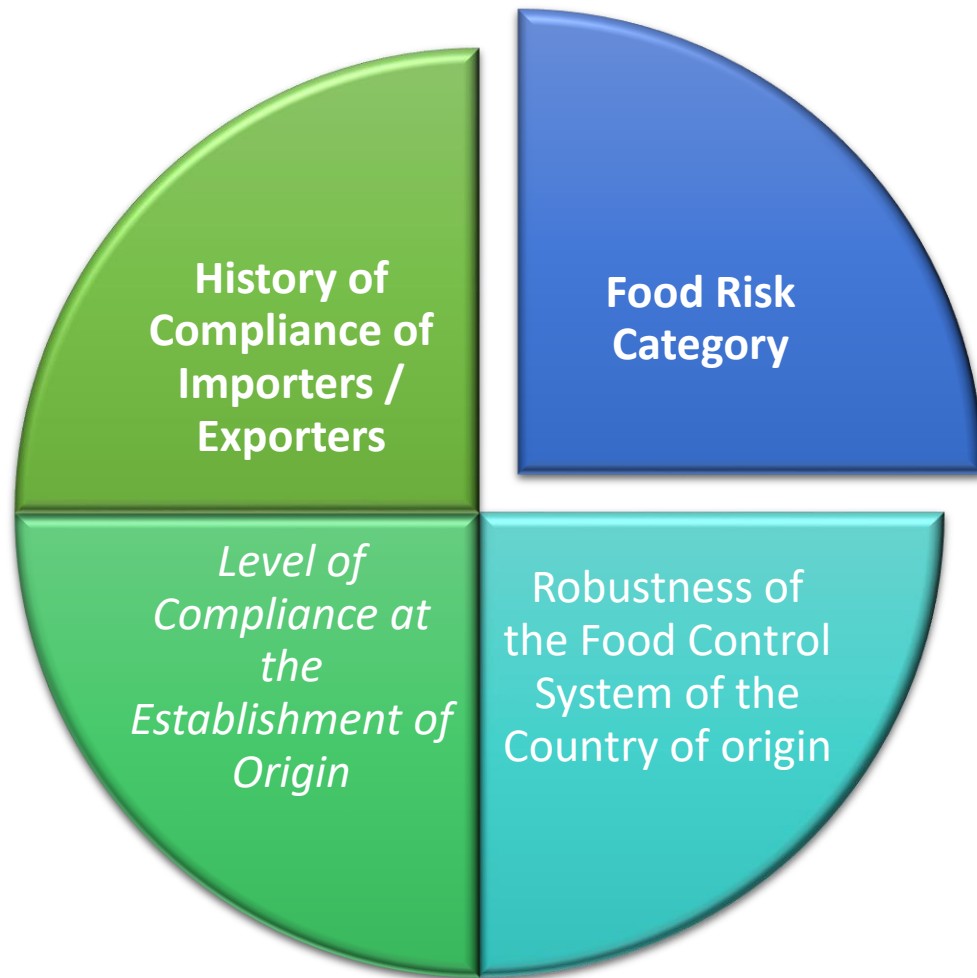 History of
Compliance of
Importers /
Exporters
Food Risk
Category
Level of
Compliance at
the
Establishment of
Origin
Robustness of
the Food Control
System of the
Country of origin